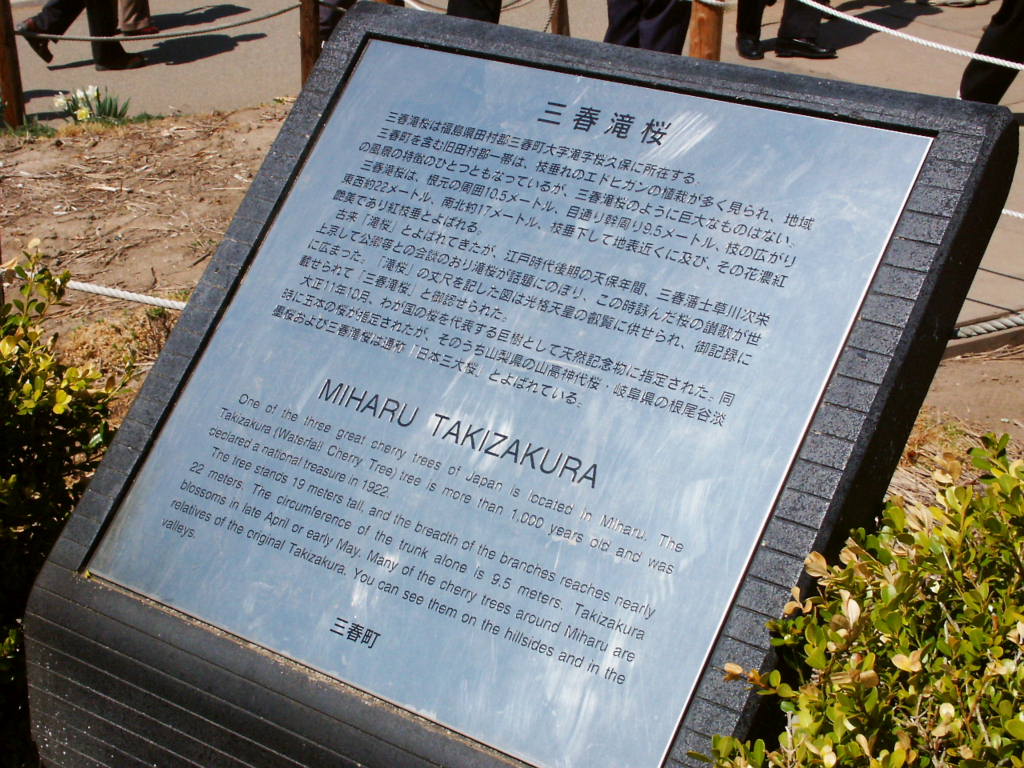 三春滝桜
三春滝桜は福島県田村郡三春町大字滝字桜久保に所在する。
三春町を含む旧田村郡一帯は、枝垂れのエドヒガンの植栽が多く見られ、地域
の風景の特徴のひとつともなっているが、三春滝桜のように巨大なものはない。
三春滝桜は、根元の周囲10.5メートル、目通り幹周り9.5メートル、枝の広がり
東西約22メートル、南北約17メートル、枝垂下して地表近くに及び、その花濃紅
艶美であり紅枝垂とよばれる。
古来「滝桜」とよばれてきたが、江戸時代後期の天保年間、三春藩士草川次栄
上京して公卿等との会談のおり滝桜が話題にのぼり、この時詠んだ桜の讃歌が世
に広まった。「滝桜」の丈尺を記した図は光格天皇の叡覧に供せられ、御記録に
載せられて「三春滝桜」と御認せられた。
大正11年10月、わが国の桜を代表する巨樹として天然記念物に指定された。同
時に五本の桜が指定されたが、そのうち山梨県の山高神代桜・岐阜県の根尾谷淡
墨桜および三春滝桜は通称「日本三大桜」とよばれている。
MIHARU TAKIZAKURA
One of the three great cherry trees of Japan is located in Miharu. The
Takizakura (Waterfall Cherry Tree) tree is more than 1,000 years old and was
declared a national treasure in 1922.
The tree stands 19 meters tall, and the breadth of the branches reaches nearly
22 meters. The circumference of the trunk alone is 9.5 meters. Takizakura
blossoms in late April or early May. Many of the cherry trees around Miharu are
relatives of the original Takizakura. You can see them on the hillsides and in the
valleys.
三春町